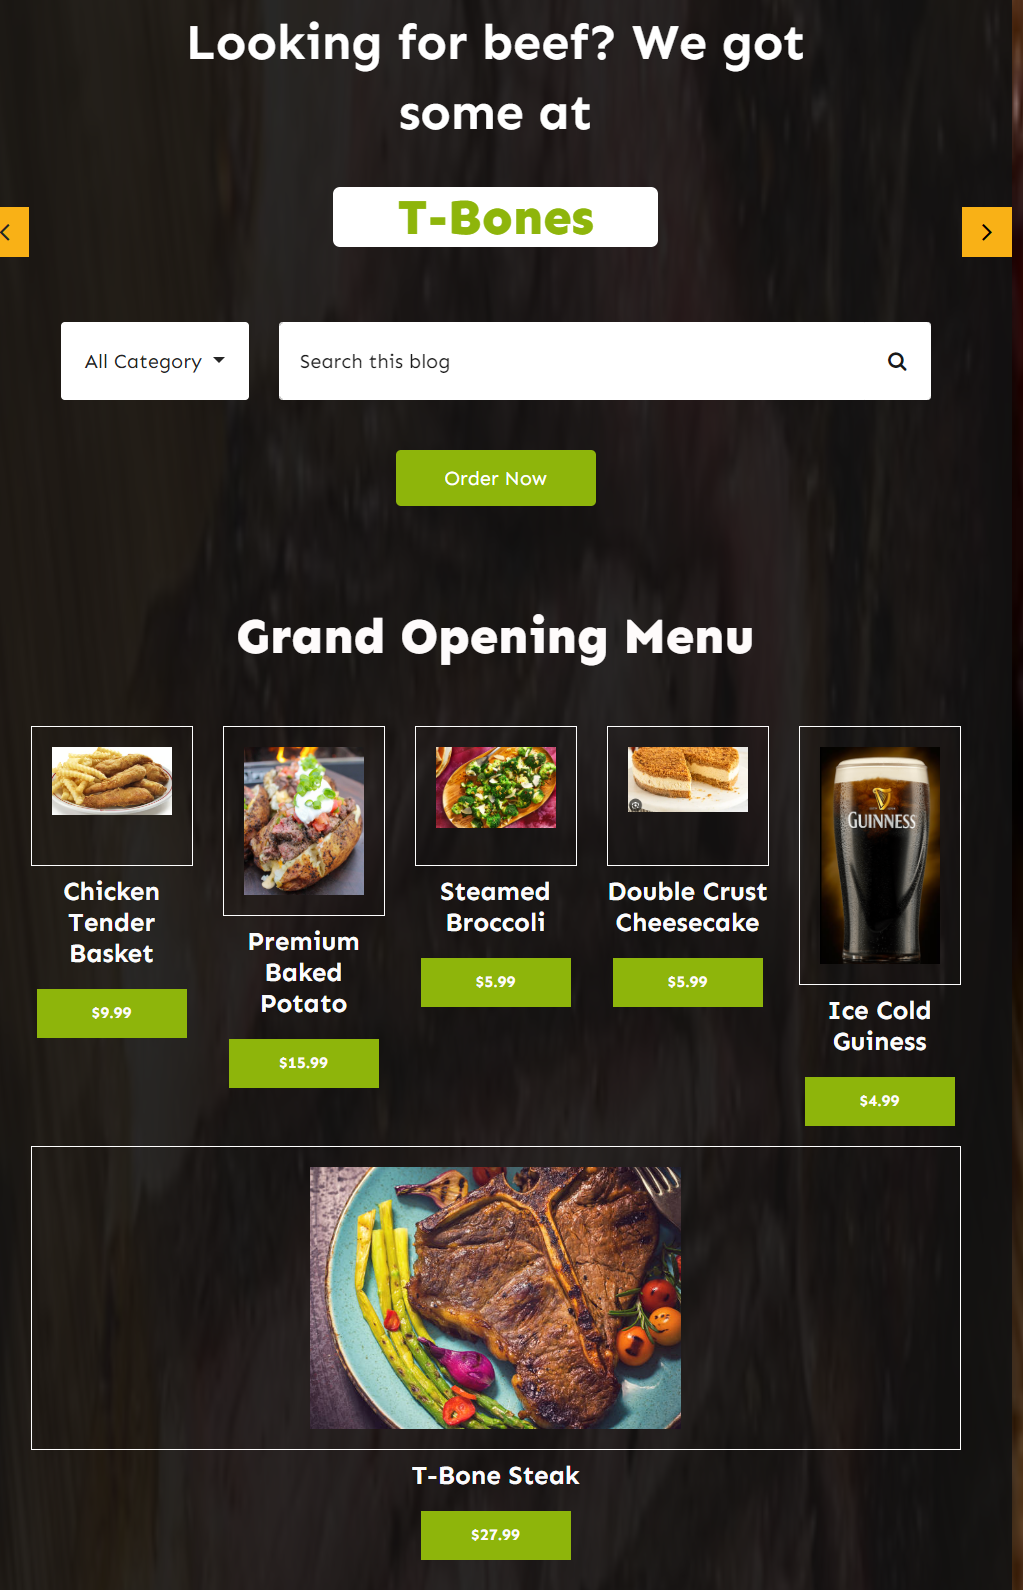 Looking for beef? We got
some at
T-Bones
All Category
Search this blog
Order Now
Grand Opening Menu
GUINNESS
Chicken
Tender
Basket
$9.99
Premium
Baked
Potato
$15.99
Steamed
Broccoli
$5.99
Double Crust
Cheesecake
$5.99
Ice Cold
Guiness
$4.99
T-Bone Steak
$27.99